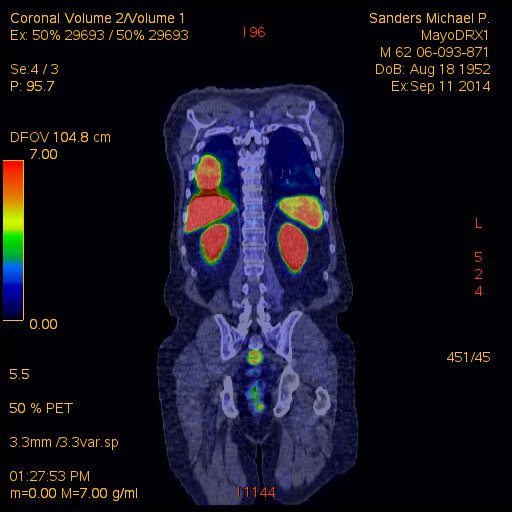 Coronal Volume 2/Volume 1
Ex: 50% 29693 / 50% 29693
Se:4 / 3
P: 95.7
DFOV 104.8 cm
7.00
0.00
5.5
50 % PET
3.3mm /3.3var.sp
01:27:53 PM
m=0.00 M=7.00 g/ml
I 96
Sanders Michael P.
MayoDRX1
M 62 06-093-871
DoB: Aug 18 1952
Ex:Sep 11 2014
L
5
2
4
451/45
I1144